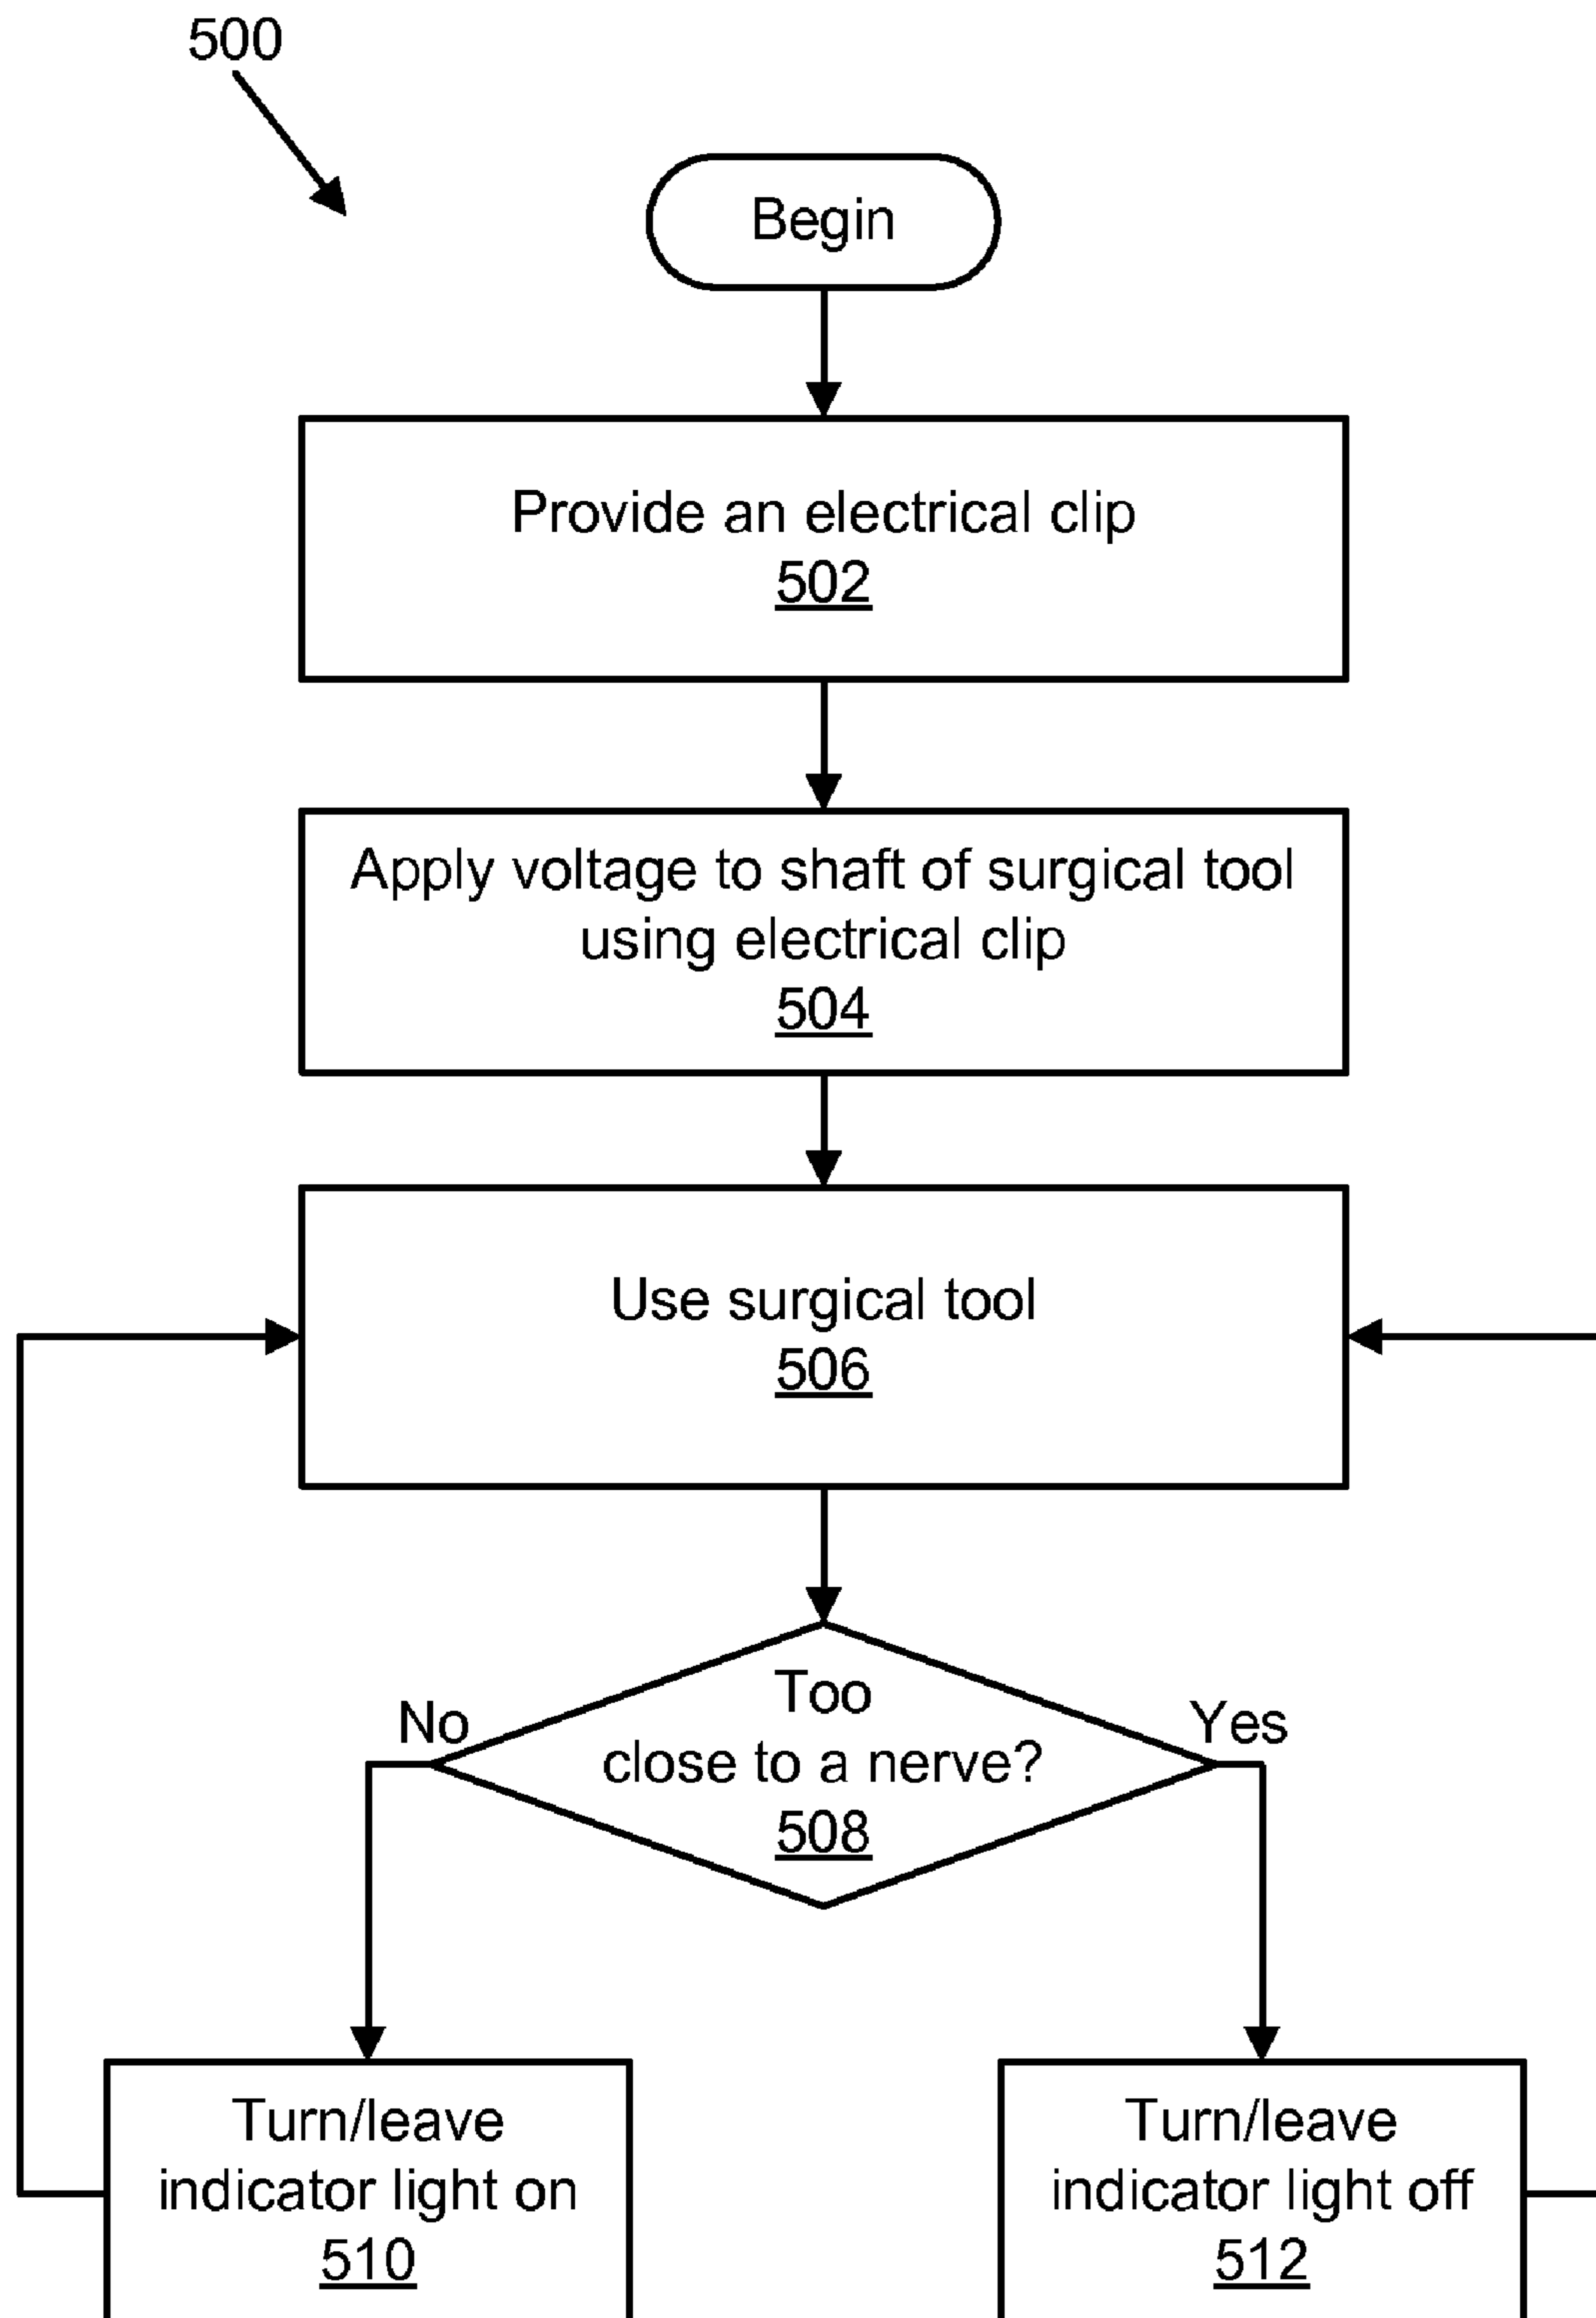 500
Begin
Provide an electrical clip
502
Apply voltage to shaft of surgical tool
using electrical clip
504
Use surgical tool
506
Too
close to a nerve?
508
No
Yes
Turn/leave
indicator light on
510
Turn/leave
indicator light off
512